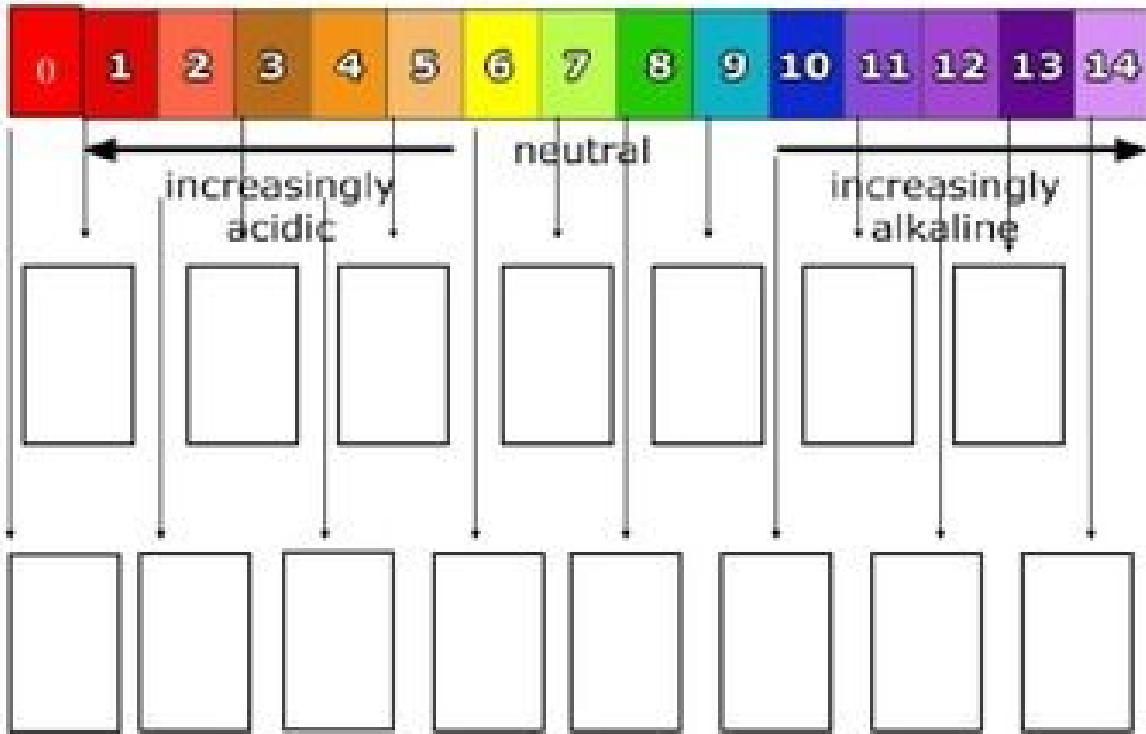 0 1 2 3 4 5 6 7 8 9 10 11 12 13 14
neutral
increasingly
acidic
increasingly
alkaline